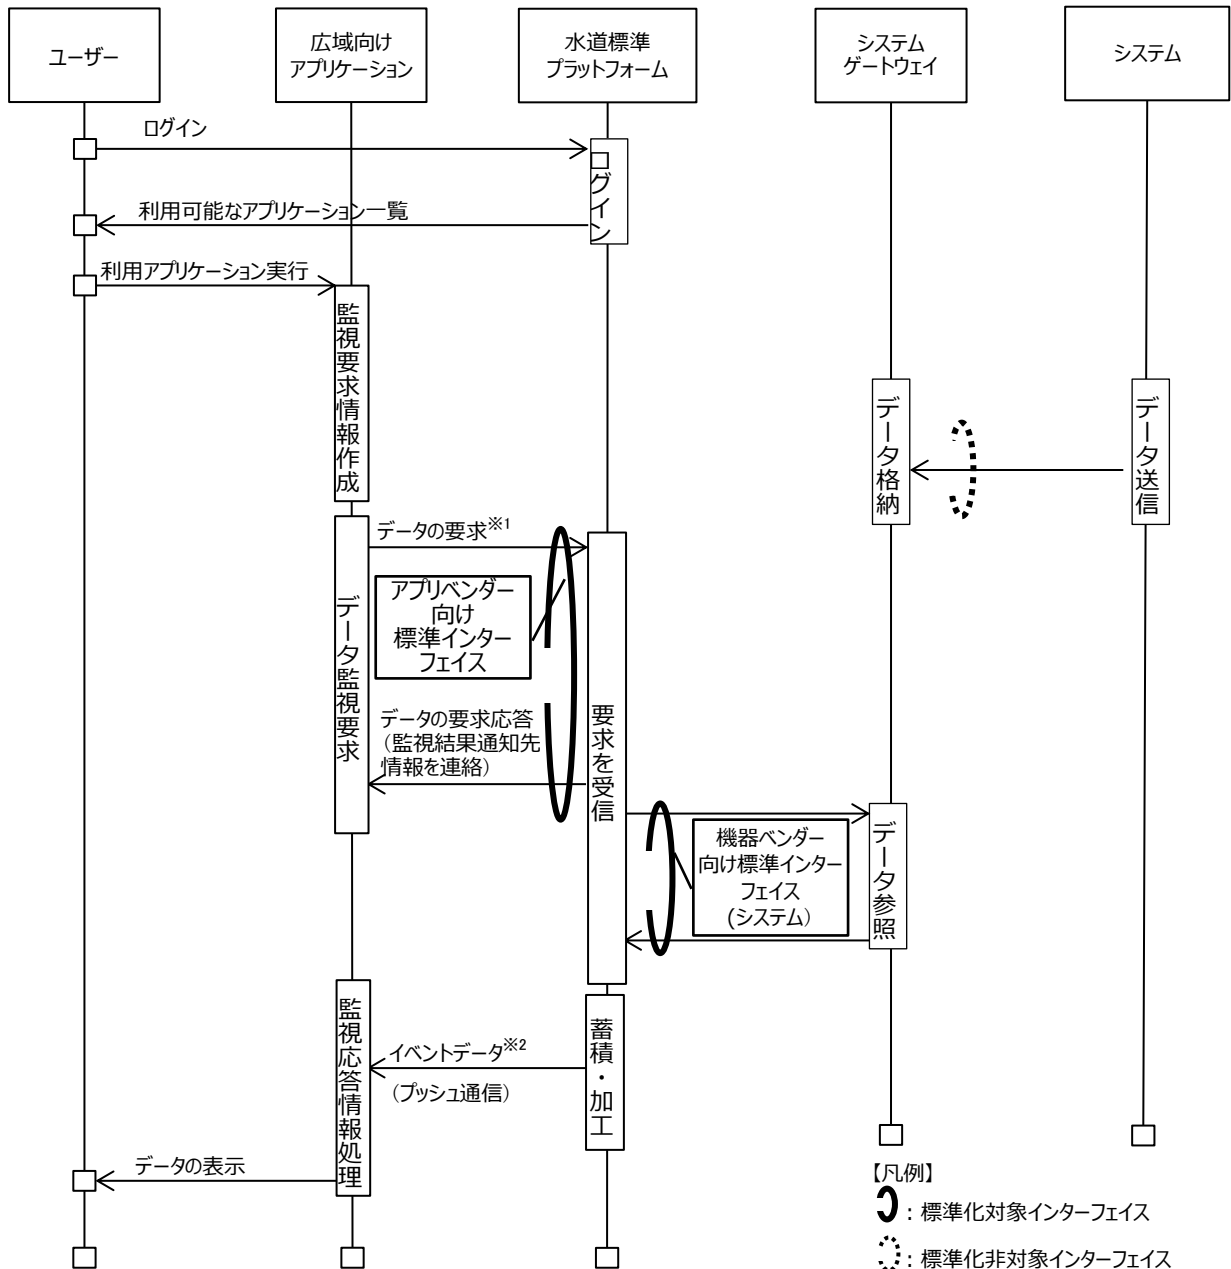 ユーザー
広域向け
アプリケーション
水道標準
プラットフォーム
システム
ゲートウェイ
システム
ログイン
ログイン
利用可能なアプリケーション一覧
利用アプリケーション実行
監視要求情報作成
データ格納
データ送信
データの要求※1
アプリベンダー
向け
標準インター
フェイス
データ監視要求
データの要求応答
（監視結果通知先
情報を連絡）
要求を受信
機器ベンダー
向け標準インター
フェイス
(システム）
データ参照
監視応答情報処理
イベントデータ※2
（プッシュ通信）
蓄積・加工
データの表示
【凡例】
：標準化対象インターフェイス
：標準化非対象インターフェイス